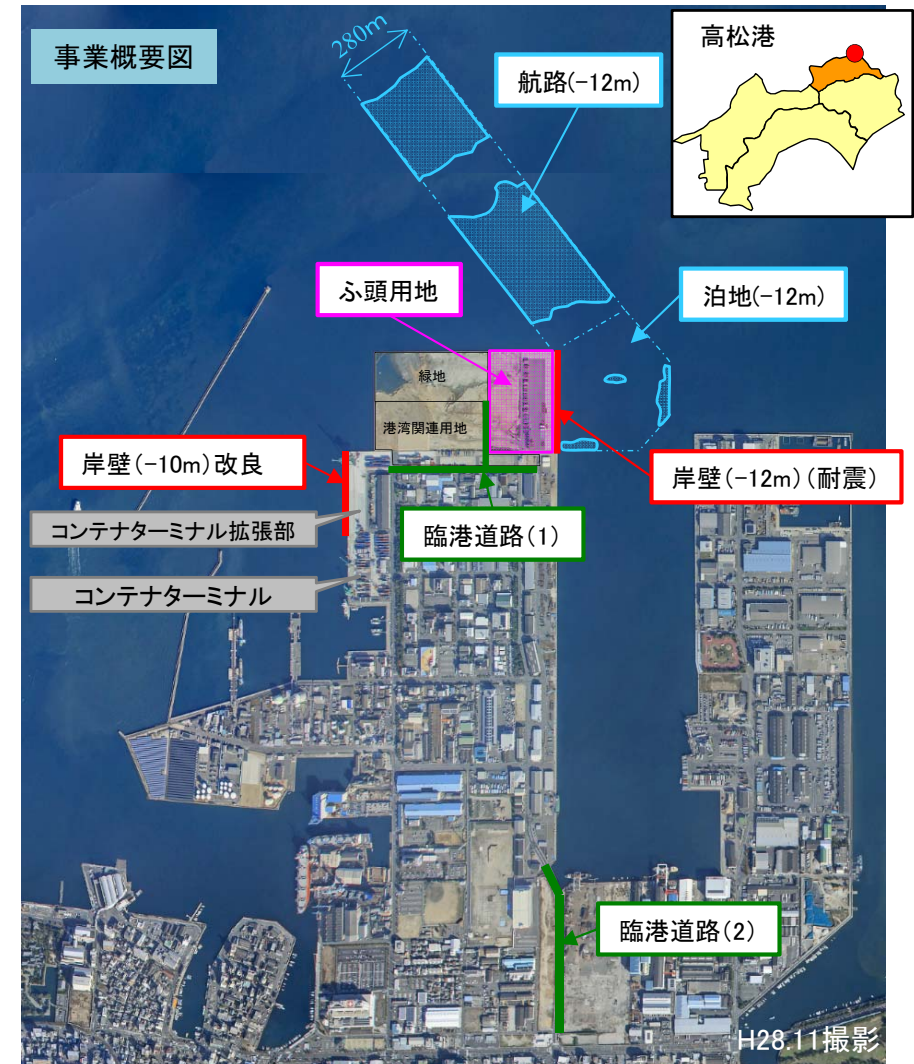 事業概要図
280m
航路(-12m)
高松港
ふ頭用地
泊地(-12m)
緑地
港湾関連用地
岸壁(-10m)改良
岸壁(-12m)(耐震)
コンテナターミナル拡張部
臨港道路(1)
コンテナターミナル
臨港道路(2)
H28.11撮影